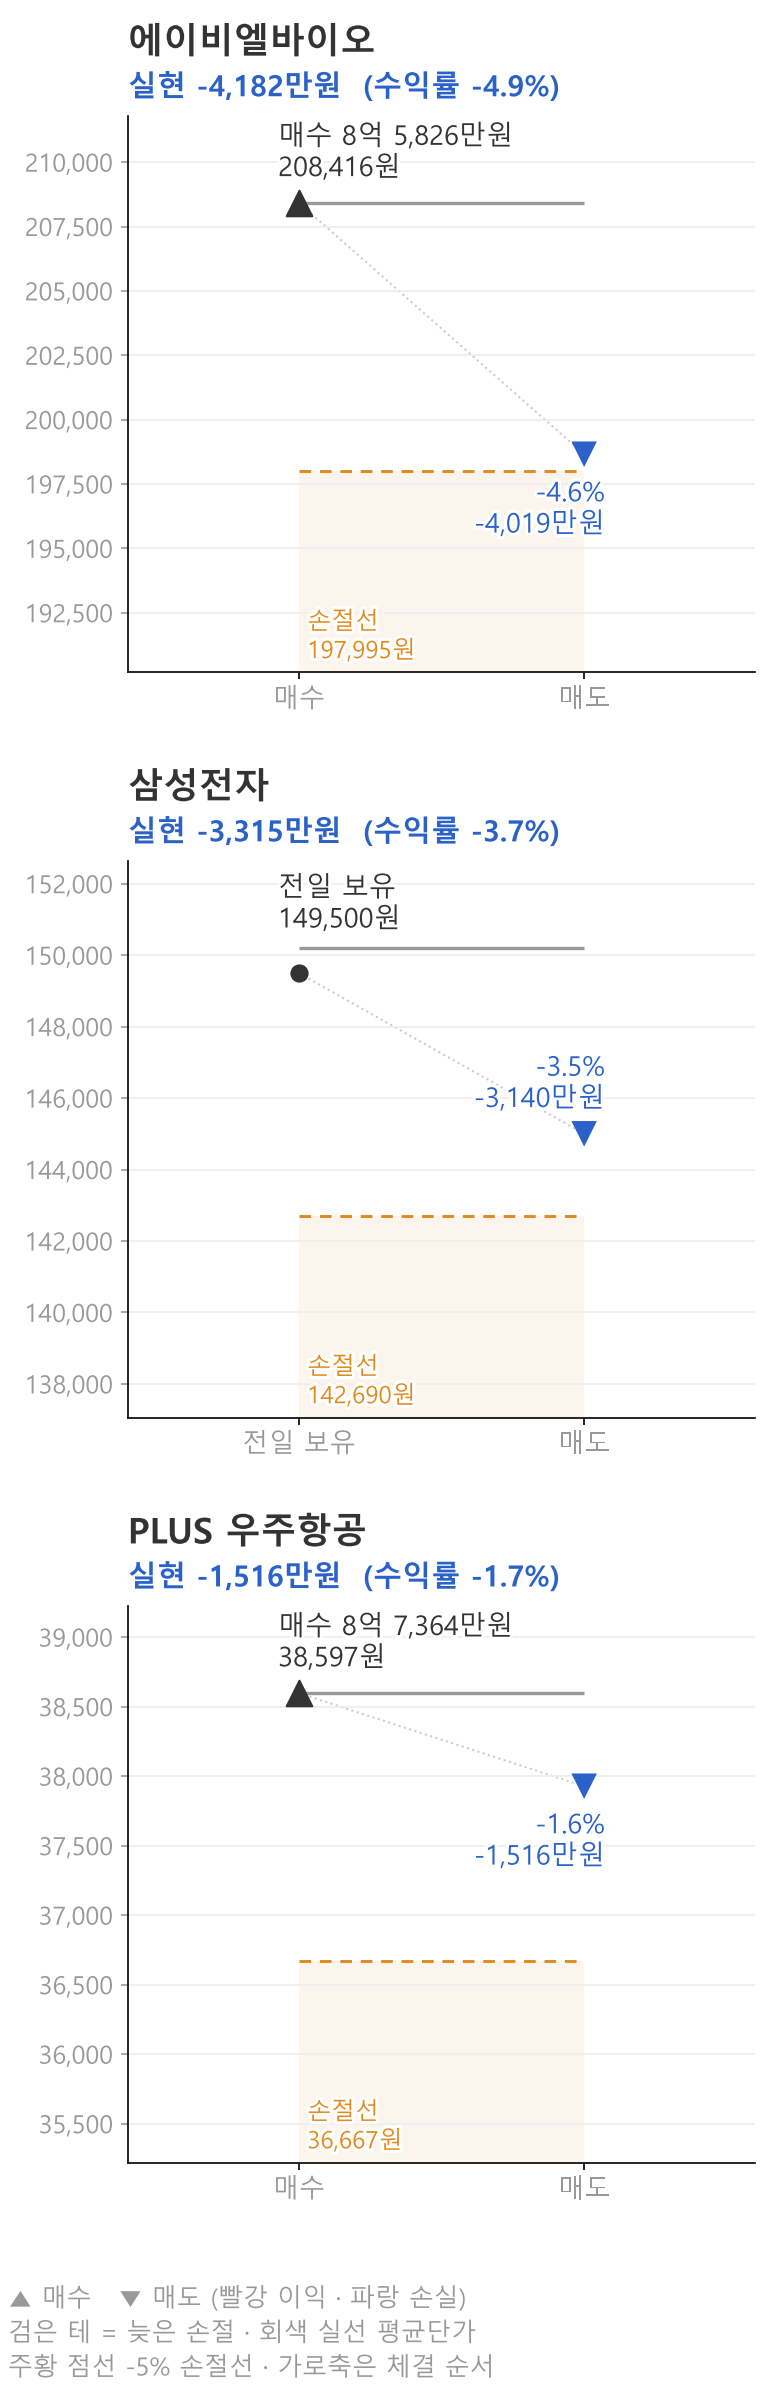 에이비엘바이오
실현 -4,182만원 (수익률 -4.9%)
매수 8억 5,826만원
208,416원
210,000
207,500
205,000
202,500
200,000
197,500
195,000
192,500
-4.6%
-4,019만원
손절선
197,995원
매수
매도
삼성전자
실현 -3,315만원 (수익률 -3.7%)
전일 보유
149,500원
152,000
150,000
148,000
146,000
144,000
142,000
140,000
138,000
-3.5%
-3,140만원
손절선
142,690원
전일 보유
매도
PLUS 우주항공
실현 -1,516만원 (수익률 -1.7%)
매수 8억 7,364만원
38,597원
39,000
38,500
38,000
37,500
37,000
36,500
36,000
35,500
-1.6%
-1,516만원
손절선
36,667원
매수
매도
▲ 매수 ▼ 매도 (빨강 이익 · 파랑 손실)
검은 테 = 늦은 손절 · 회색 실선 평균단가
주황 점선 -5% 손절선 · 가로축은 체결 순서